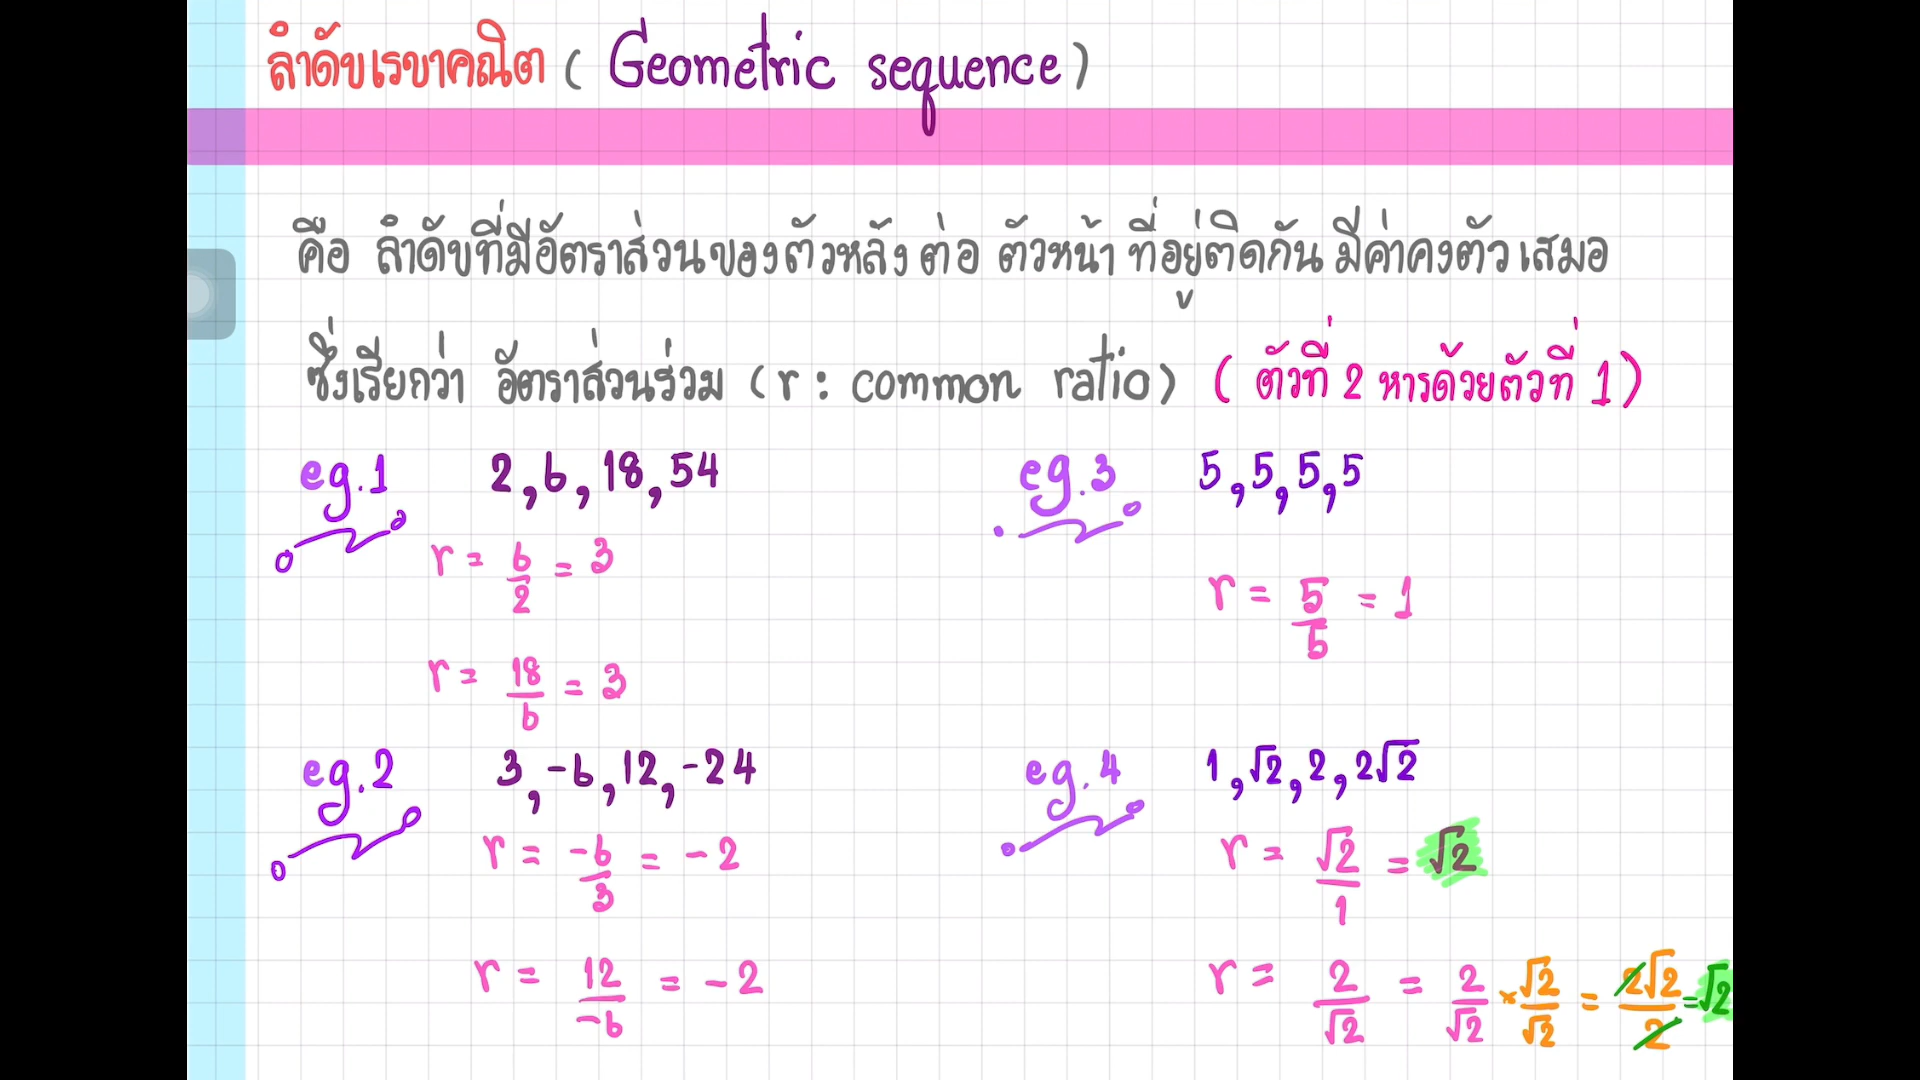 ลำดับเรขาคณิต ( Geometric sequence )
คือ ลำดับที่มีอัตราส่วนของตัวหลัง ต่อ ตัวหน้า ที่อยู่ติดกัน มีค่าคงตัว เสมอ
ซึ่งเรียกว่า อัตราส่วนร่วม ( r : common ratio ) ( ตัวที่ 2 หารด้วยตัวที่ 1 )
eg.1 2, 6, 18, 54
r = 6/2 = 3
r = 18/6 = 3
eg.2 3, -6, 12, -24
r = -6/3 = -2
r = 12/-6 = -2
eg.3 5, 5, 5, 5
r = 5/5 = 1
eg.4 1, √2, 2, 2√2
r = √2/1 = √2
r = 2/√2 = 2/√2 × √2/√2 = 2√2/2 = √2